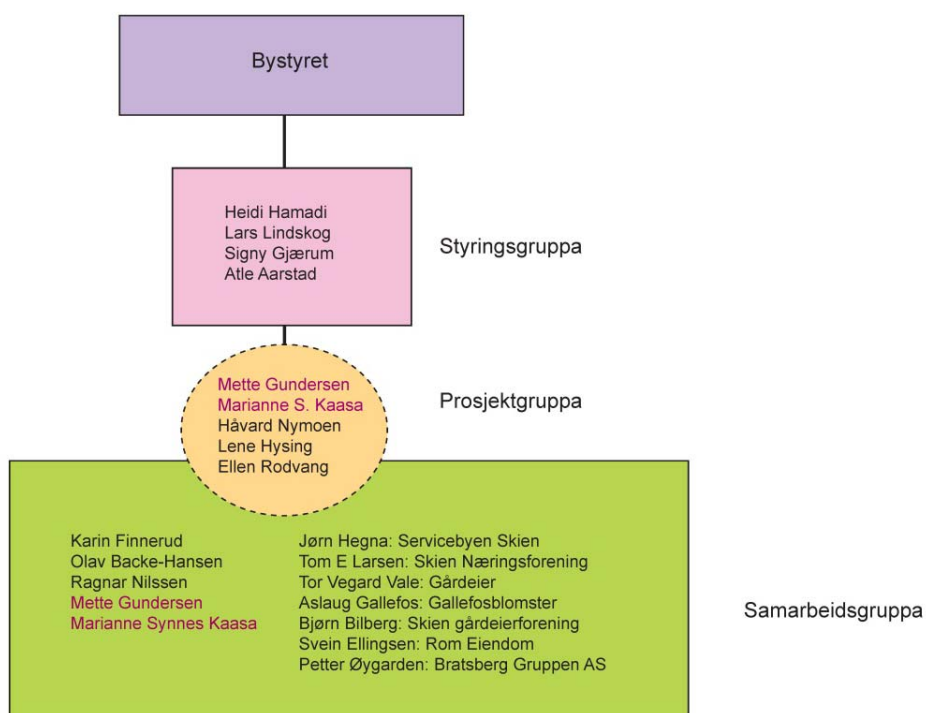 Bystyret
Heidi Hamadi
Lars Lindskog
Signy Gjærum
Atle Aarstad
Styringsgruppa
Mette Gundersen
Marianne S. Kaasa
Håvard Nymoen
Lene Hysing
Ellen Rodvang
Prosjektgruppa
Karin Finnerud
Olav Backe-Hansen
Ragnar Nilssen
Mette Gundersen
Marianne Synnes Kaasa
Jørn Hegna: Servicebyen Skien
Tom E Larsen: Skien Næringsforening
Tor Vegard Vale: Gårdeier
Aslaug Gallefos: Gallefosblomster
Bjørn Bilberg: Skien gårdeierforening
Svein Ellingsen: Rom Eiendom
Petter Øygarden: Bratsberg Gruppen AS
Samarbeidsgruppa